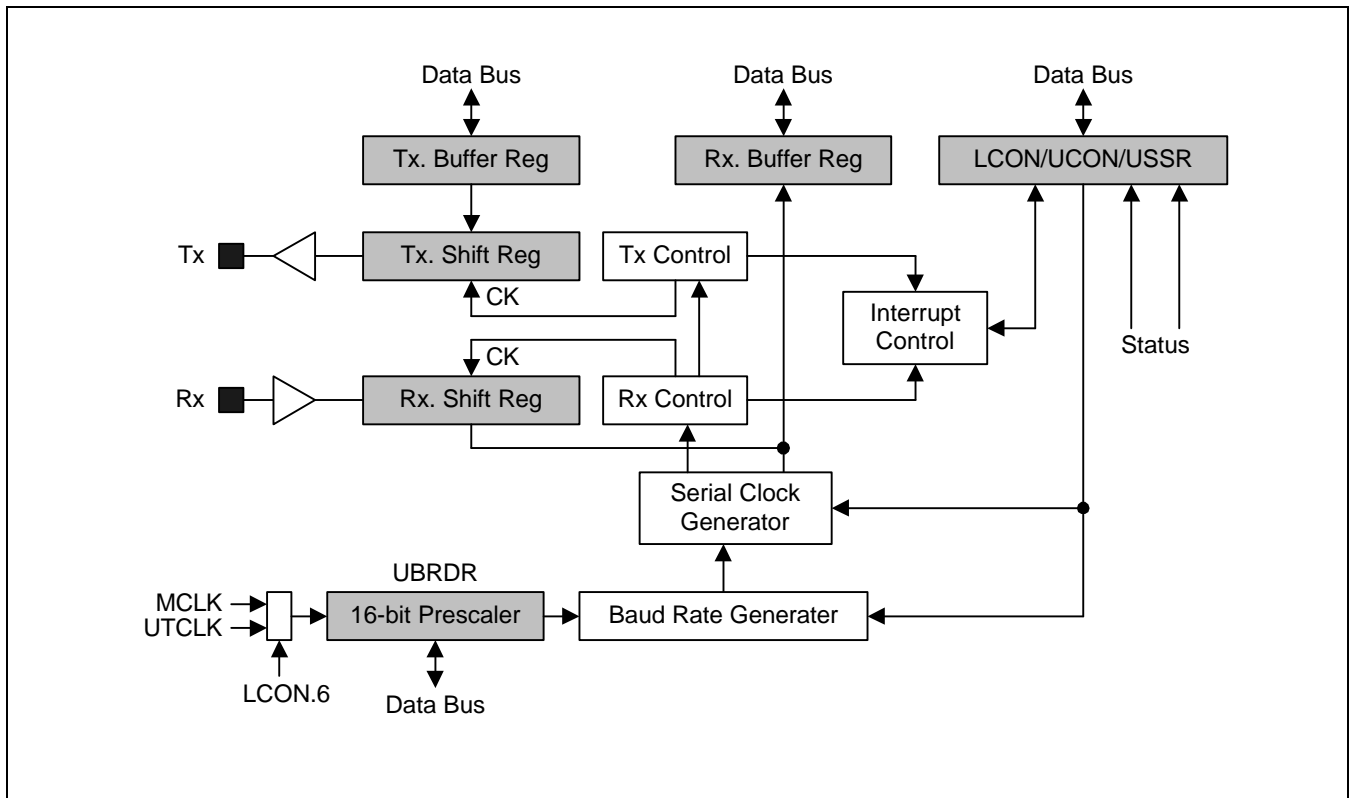 Data Bus
Data Bus
Data Bus
Tx. Buffer Reg
Rx. Buffer Reg
LCON/UCON/USSR
Tx
Tx. Shift Reg
Tx Control
CK
Interrupt
Control
Status
CK
Rx
Rx. Shift Reg
Rx Control
Serial Clock
Generator
UBRDR
MCLK
UTCLK
16-bit Prescaler
Baud Rate Generater
LCON.6
Data Bus